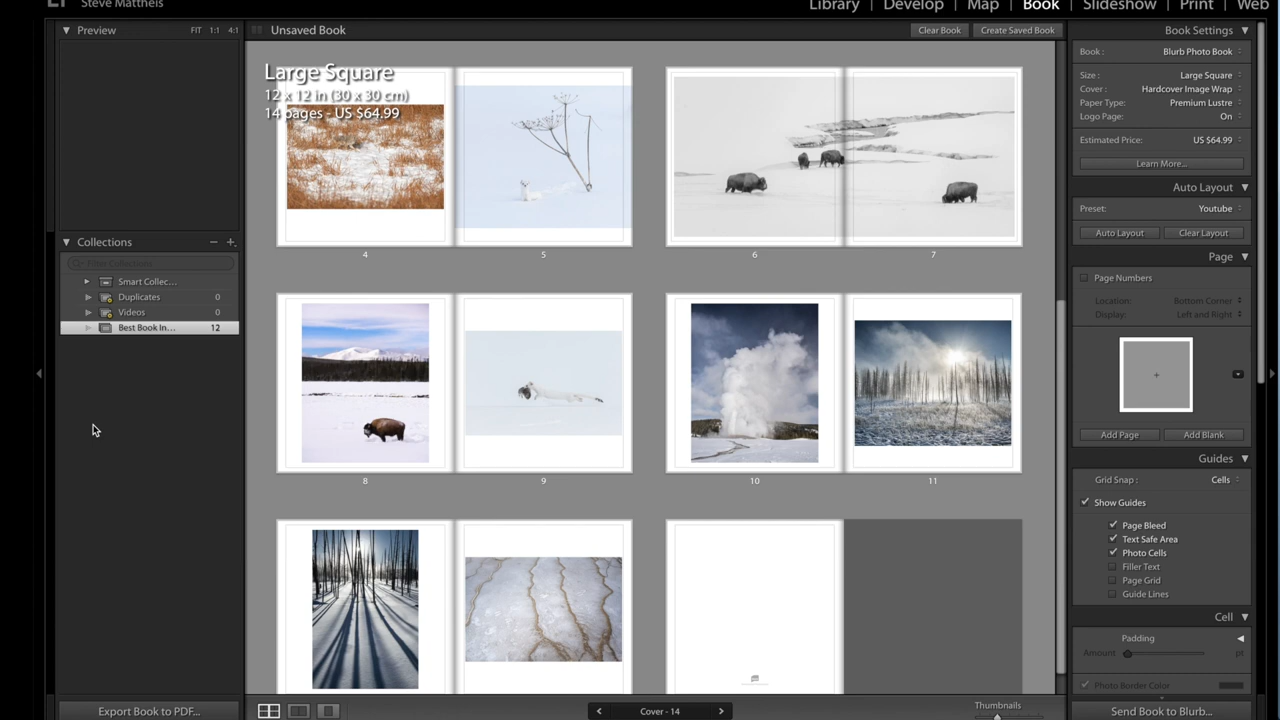 Steve Mattheis
Library | Develop | Map | Book | Slideshow | Print | Web
Preview FIT 1:1 4:1
Unsaved Book
Clear Book
Create Saved Book
Book Settings
Large Square
12 x 12 in (30 x 30 cm)
14 pages - US $64.99
Book : Blurb Photo Book
Size : Large Square
Cover : Hardcover Image Wrap
Paper Type: Premium Lustre
Logo Page: On
Estimated Price: US $64.99
Learn More...
Auto Layout
Preset: Youtube
Auto Layout
Clear Layout
Collections
Filter Collections
Smart Collec...
Duplicates 0
Videos 0
Best Book In... 12
4
5
6
7
8
9
10
11
Page
Page Numbers
Location: Bottom Corner
Display: Left and Right
Add Page
Add Blank
Guides
Grid Snap : Cells
Show Guides
Page Bleed
Text Safe Area
Photo Cells
Filler Text
Page Grid
Guide Lines
Cell
Padding
Amount pt
Photo Border Color
Export Book to PDF...
Cover - 14
Thumbnails
Send Book to Blurb...